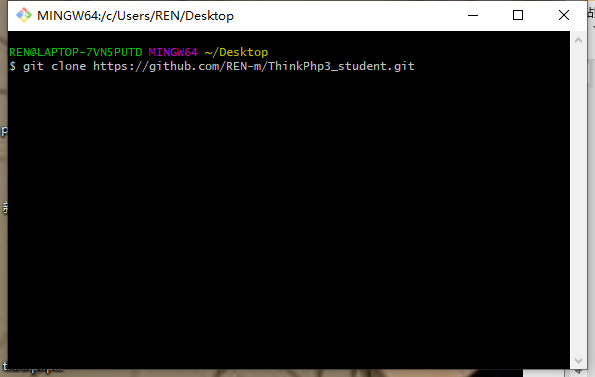 MINGW64:/c/Users/REN/Desktop
REN@LAPTOP-7VN5PUTD MINGW64 ~/Desktop
$ git clone https://github.com/REN-m/ThinkPhp3_student.git